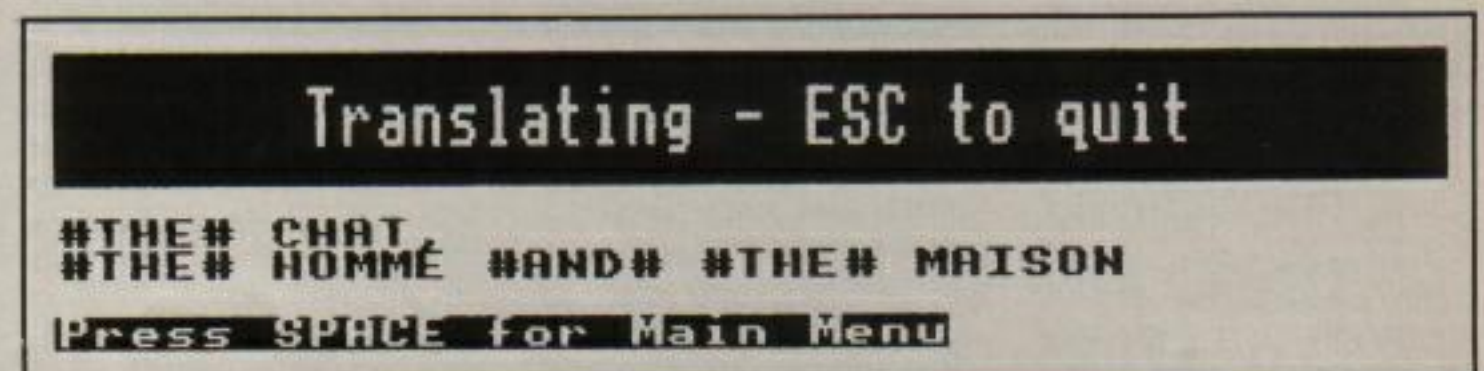 Translating - ESC to quit
#THE# CHAT
#THE# HOMMÉ #AND# #THE# MAISON
Press SPACE for Main Menu